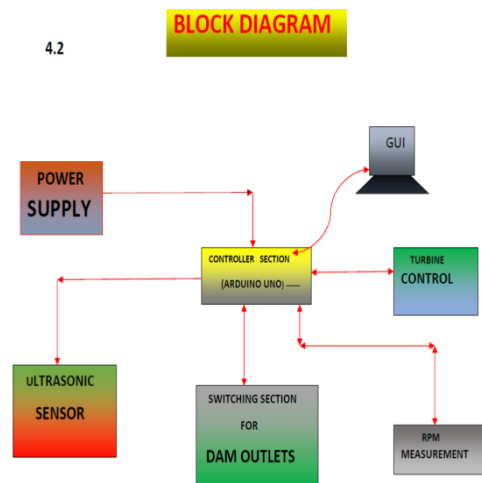 BLOCK DIAGRAM
4.2
GUI
POWER
SUPPLY
CONTROLLER SECTION
(ARDUINO UNO)
TURBINE
CONTROL
ULTRASONIC
SENSOR
SWITCHING SECTION
FOR
DAM OUTLETS
RPM
MEASUREMENT